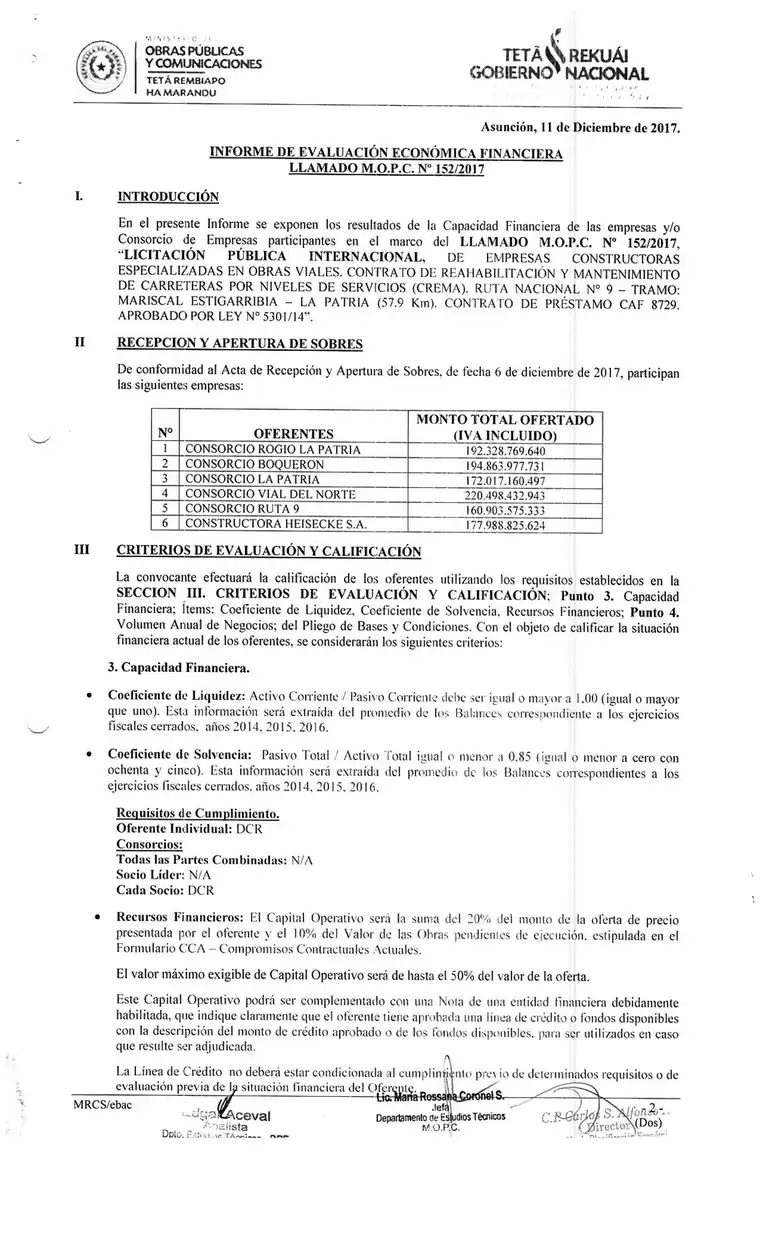 OBRAS PÚBLICAS
Y COMUNICACIONES
TETÃ REMBIAPO
HA MARANDU
TETÃ REKUÁI
GOBIERNO NACIONAL
Asunción, 11 de Diciembre de 2017.
INFORME DE EVALUACIÓN ECONÓMICA FINANCIERA
LLAMADO M.O.P.C. N° 152/2017
I. INTRODUCCIÓN
En el presente Informe se exponen los resultados de la Capacidad Financiera de las empresas y/o
Consorcio de Empresas participantes en el marco del LLAMADO M.O.P.C. N° 152/2017,
“LICITACIÓN PÚBLICA INTERNACIONAL, DE EMPRESAS CONSTRUCTORAS
ESPECIALIZADAS EN OBRAS VIALES. CONTRATO DE REAHABILITACIÓN Y MANTENIMIENTO
DE CARRETERAS POR NIVELES DE SERVICIOS (CREMA). RUTA NACIONAL N° 9 – TRAMO:
MARISCAL ESTIGARRIBIA – LA PATRIA (57.9 Km). CONTRATO DE PRÉSTAMO CAF 8729.
APROBADO POR LEY N° 5301/14”.
II RECEPCION Y APERTURA DE SOBRES
De conformidad al Acta de Recepción y Apertura de Sobres, de fecha 6 de diciembre de 2017, participan
las siguientes empresas:
N° OFERENTES MONTO TOTAL OFERTADO (IVA INCLUIDO)
1 CONSORCIO ROGIO LA PATRIA 192.328.769.640
2 CONSORCIO BOQUERON 194.863.977.731
3 CONSORCIO LA PATRIA 172.017.160.497
4 CONSORCIO VIAL DEL NORTE 220.498.432.943
5 CONSORCIO RUTA 9 160.903.575.333
6 CONSTRUCTORA HEISECKE S.A. 177.988.825.624
III CRITERIOS DE EVALUACIÓN Y CALIFICACIÓN
La convocante efectuará la calificación de los oferentes utilizando los requisitos establecidos en la
SECCION III. CRITERIOS DE EVALUACIÓN Y CALIFICACIÓN; Punto 3. Capacidad
Financiera; Ítems: Coeficiente de Liquidez, Coeficiente de Solvencia, Recursos Financieros; Punto 4.
Volumen Anual de Negocios; del Pliego de Bases y Condiciones. Con el objeto de calificar la situación
financiera actual de los oferentes, se considerarán los siguientes criterios:
3. Capacidad Financiera.
• Coeficiente de Liquidez: Activo Corriente / Pasivo Corriente debe ser igual o mayor a 1.00 (igual o mayor
que uno). Esta información será extraída del promedio de los Balances correspondiente a los ejercicios
fiscales cerrados, años 2014, 2015, 2016.
• Coeficiente de Solvencia: Pasivo Total / Activo Total igual o menor a 0.85 (igual o menor a cero con
ochenta y cinco). Esta información será extraída del promedio de los Balances correspondientes a los
ejercicios fiscales cerrados, años 2014, 2015, 2016.
Requisitos de Cumplimiento.
Oferente Individual: DCR
Consorcios:
Todas las Partes Combinadas: N/A
Socio Líder: N/A
Cada Socio: DCR
• Recursos Financieros: El Capital Operativo será la suma del 20% del monto de la oferta de precio
presentada por el oferente y el 10% del Valor de las Obras pendientes de ejecución, estipulada en el
Formulario CCA – Compromisos Contractuales Actuales.
El valor máximo exigible de Capital Operativo será de hasta el 50% del valor de la oferta.
Este Capital Operativo podrá ser complementado con una Nota de una entidad financiera debidamente
habilitada, que indique claramente que el oferente tiene aprobada una línea de crédito o fondos disponibles
con la descripción del monto de crédito aprobado o de los fondos disponibles, para ser utilizados en caso
que resulte ser adjudicada.
La Línea de Crédito no deberá estar condicionada al cumplimiento previo de determinados requisitos o de
evaluación previa de la situación financiera del Oferente.
MRCS/ebac
Aceval
Analista
Lic. María Rossana Coronel S.
Jefa
Departamento de Estudios Técnicos
M.O.P.C.
C.P. Carlos S. Alfonso
Director
2
(Dos)